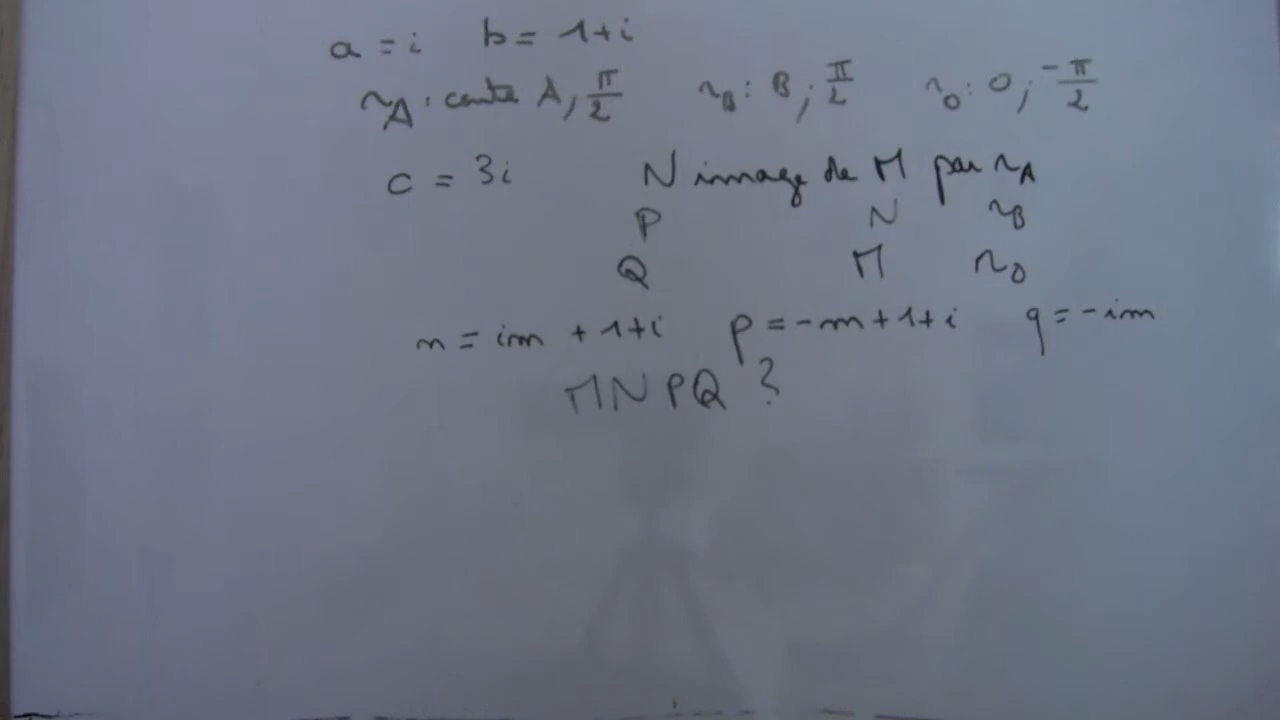 a = i b = 1+i
r_A : centre A, π/2 r_B : B ; π/2 r_O : O ; -π/2
c = 3i N image de M par r_A
P N r_B
Q M r_O
n = im + 1+i p = -m+1+i q = -im
MNPQ ?